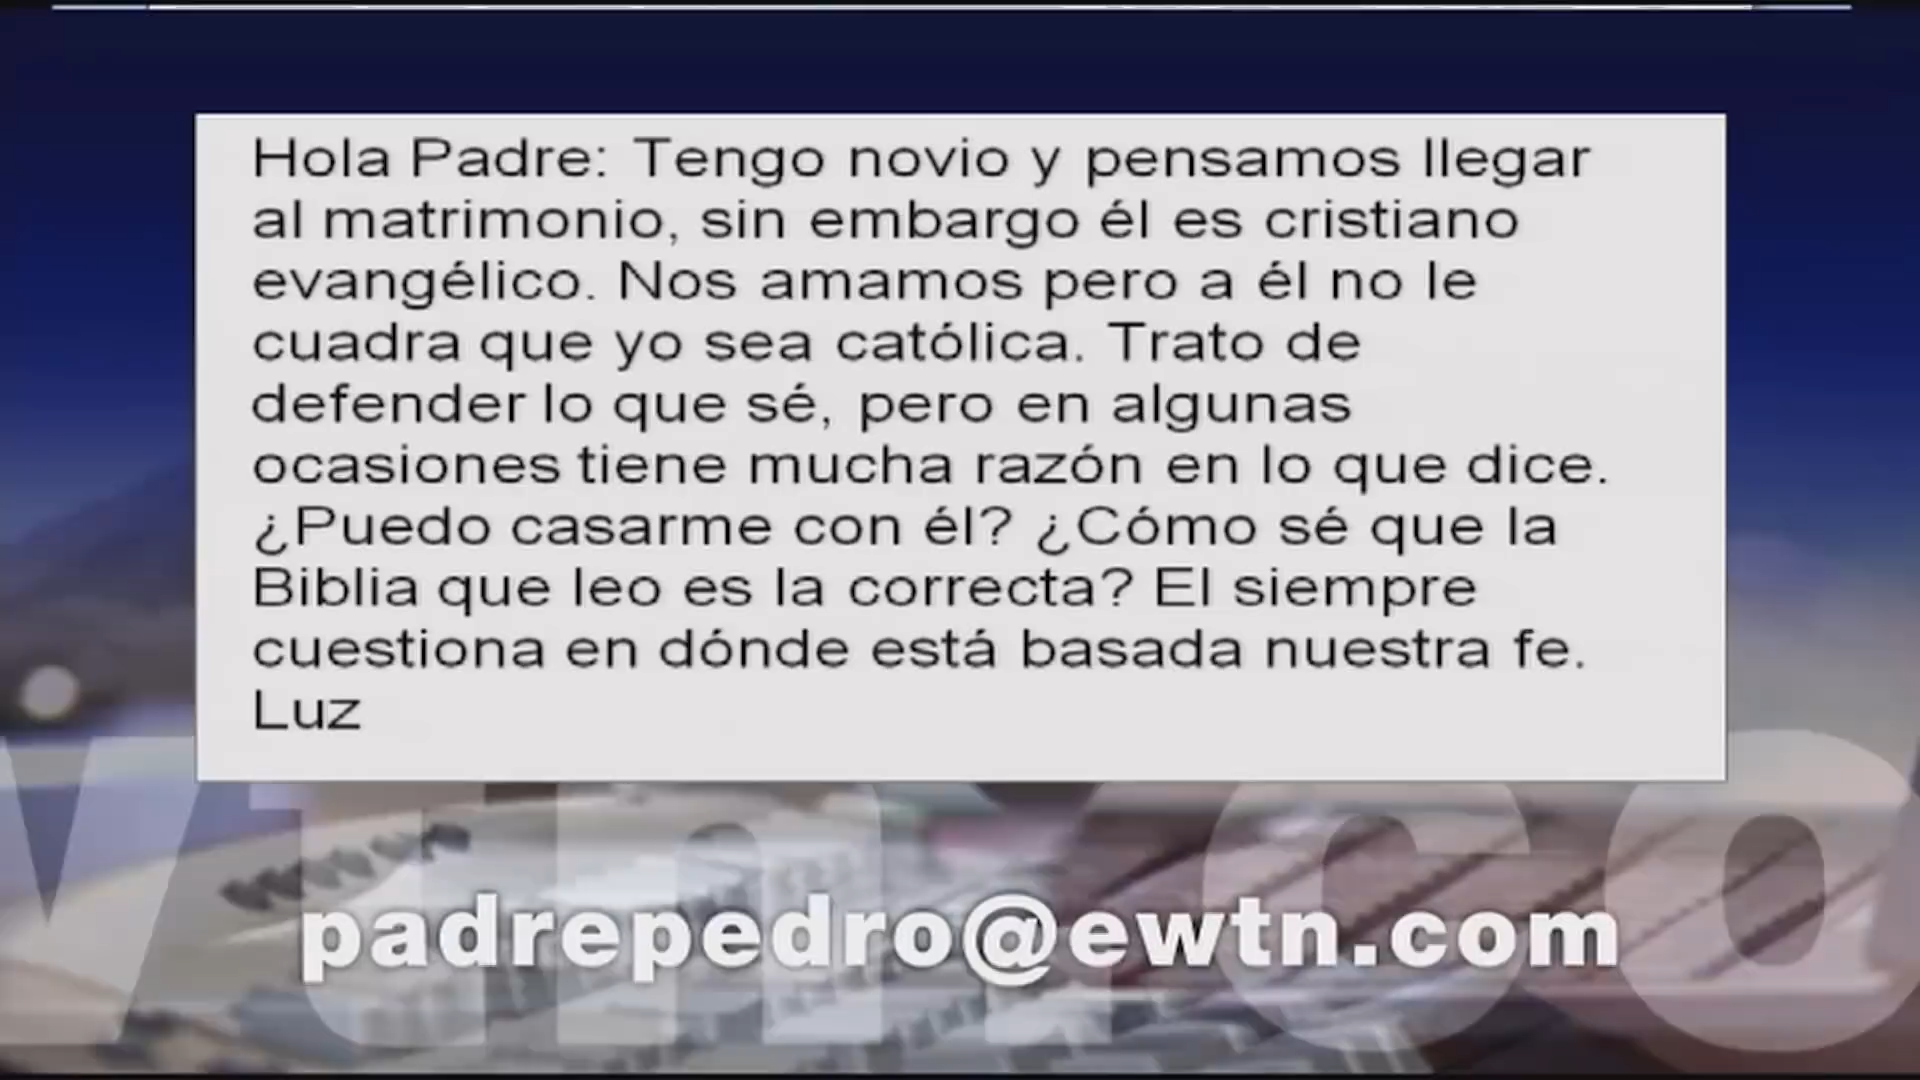 Hola Padre: Tengo novio y pensamos llegar
al matrimonio, sin embargo él es cristiano
evangélico. Nos amamos pero a él no le
cuadra que yo sea católica. Trato de
defender lo que sé, pero en algunas
ocasiones tiene mucha razón en lo que dice.
¿Puedo casarme con él? ¿Cómo sé que la
Biblia que leo es la correcta? El siempre
cuestiona en dónde está basada nuestra fe.
Luz
wtn.co
padrepedro@ewtn.com